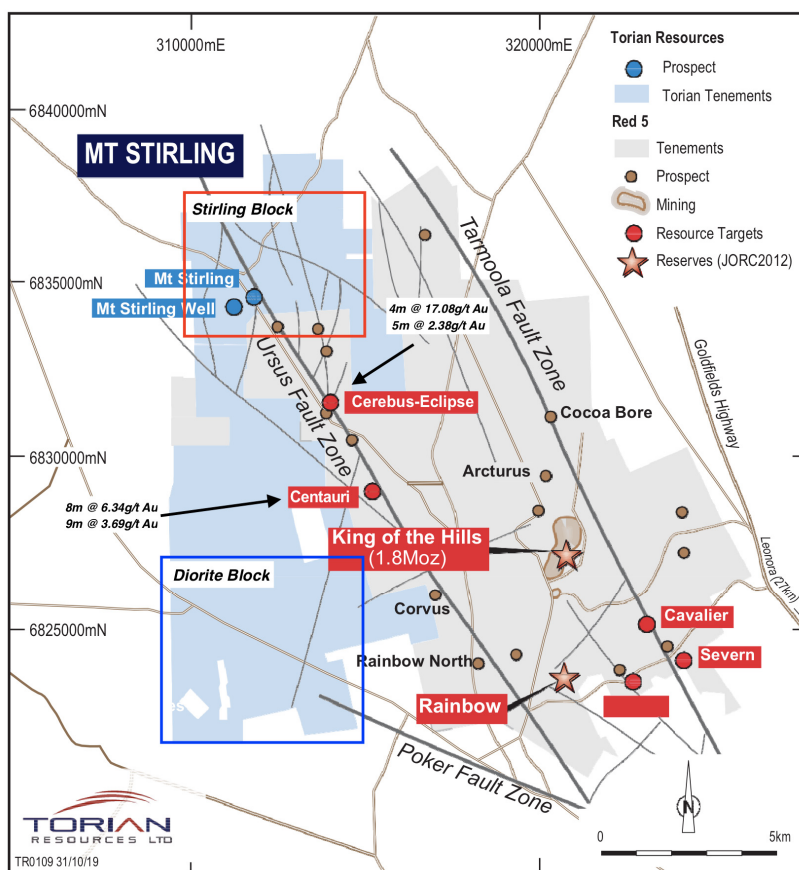 310000mE
320000mE
Torian Resources
Prospect
Torian Tenements
Red 5
Tenements
Prospect
Mining
Resource Targets
Reserves (JORC2012)
6840000mN
MT STIRLING
Stirling Block
Tarmoola Fault Zone
6835000mN
Mt Stirling
Mt Stirling Well
4m @ 17.08g/t Au
5m @ 2.38g/t Au
Ursus Fault Zone
Goldfields Highway
Cerebus-Eclipse
Cocoa Bore
6830000mN
Arcturus
Centauri
8m @ 6.34g/t Au
9m @ 3.69g/t Au
King of the Hills
(1.8Moz)
Leonora (27km)
Diorite Block
Corvus
Cavalier
6825000mN
Rainbow North
Severn
Rainbow
Poker Fault Zone
N
TORIAN
RESOURCES LTD
0
5km
TR0109 31/10/19